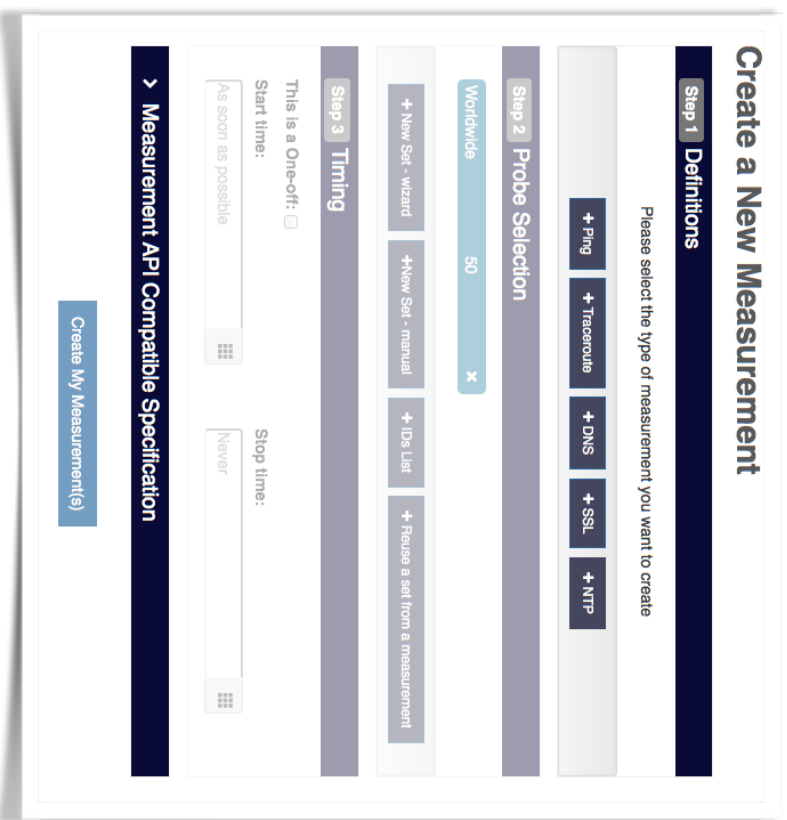 Create a New Measurement
Step 1 Definitions
Please select the type of measurement you want to create
+ Ping + Traceroute + DNS + SSL + NTP
Step 2 Probe Selection
Worldwide 50 ×
+ New Set - wizard +New Set - manual + IDs List + Reuse a set from a measurement
Step 3 Timing
This is a One-off:
Start time: Stop time:
As soon as possible Never
Measurement API Compatible Specification
Create My Measurement(s)